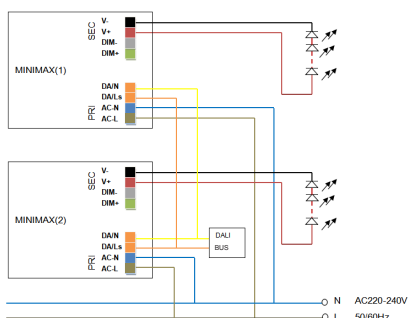 V-
SEC
V+
DIM-
DIM+
MINIMAX(1)
DA/N
DA/Ls
PRI
AC-N
AC-L
V-
SEC
V+
DIM-
DIM+
MINIMAX(2)
DA/N
DALI
DA/Ls
BUS
PRI
AC-N
AC-L
N AC220-240V
L 50/60Hz